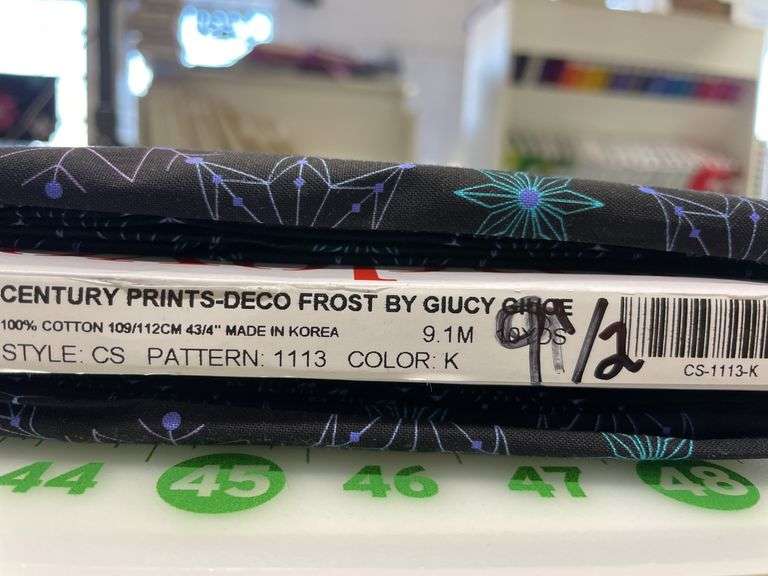 CENTURY PRINTS-DECO FROST BY GIUCY GIUCE
100% COTTON 109/112CM 43/4" MADE IN KOREA 9.1M 10YDS
9 1/2
STYLE: CS PATTERN: 1113 COLOR: K
CS-1113-K
44 45 46 47 48